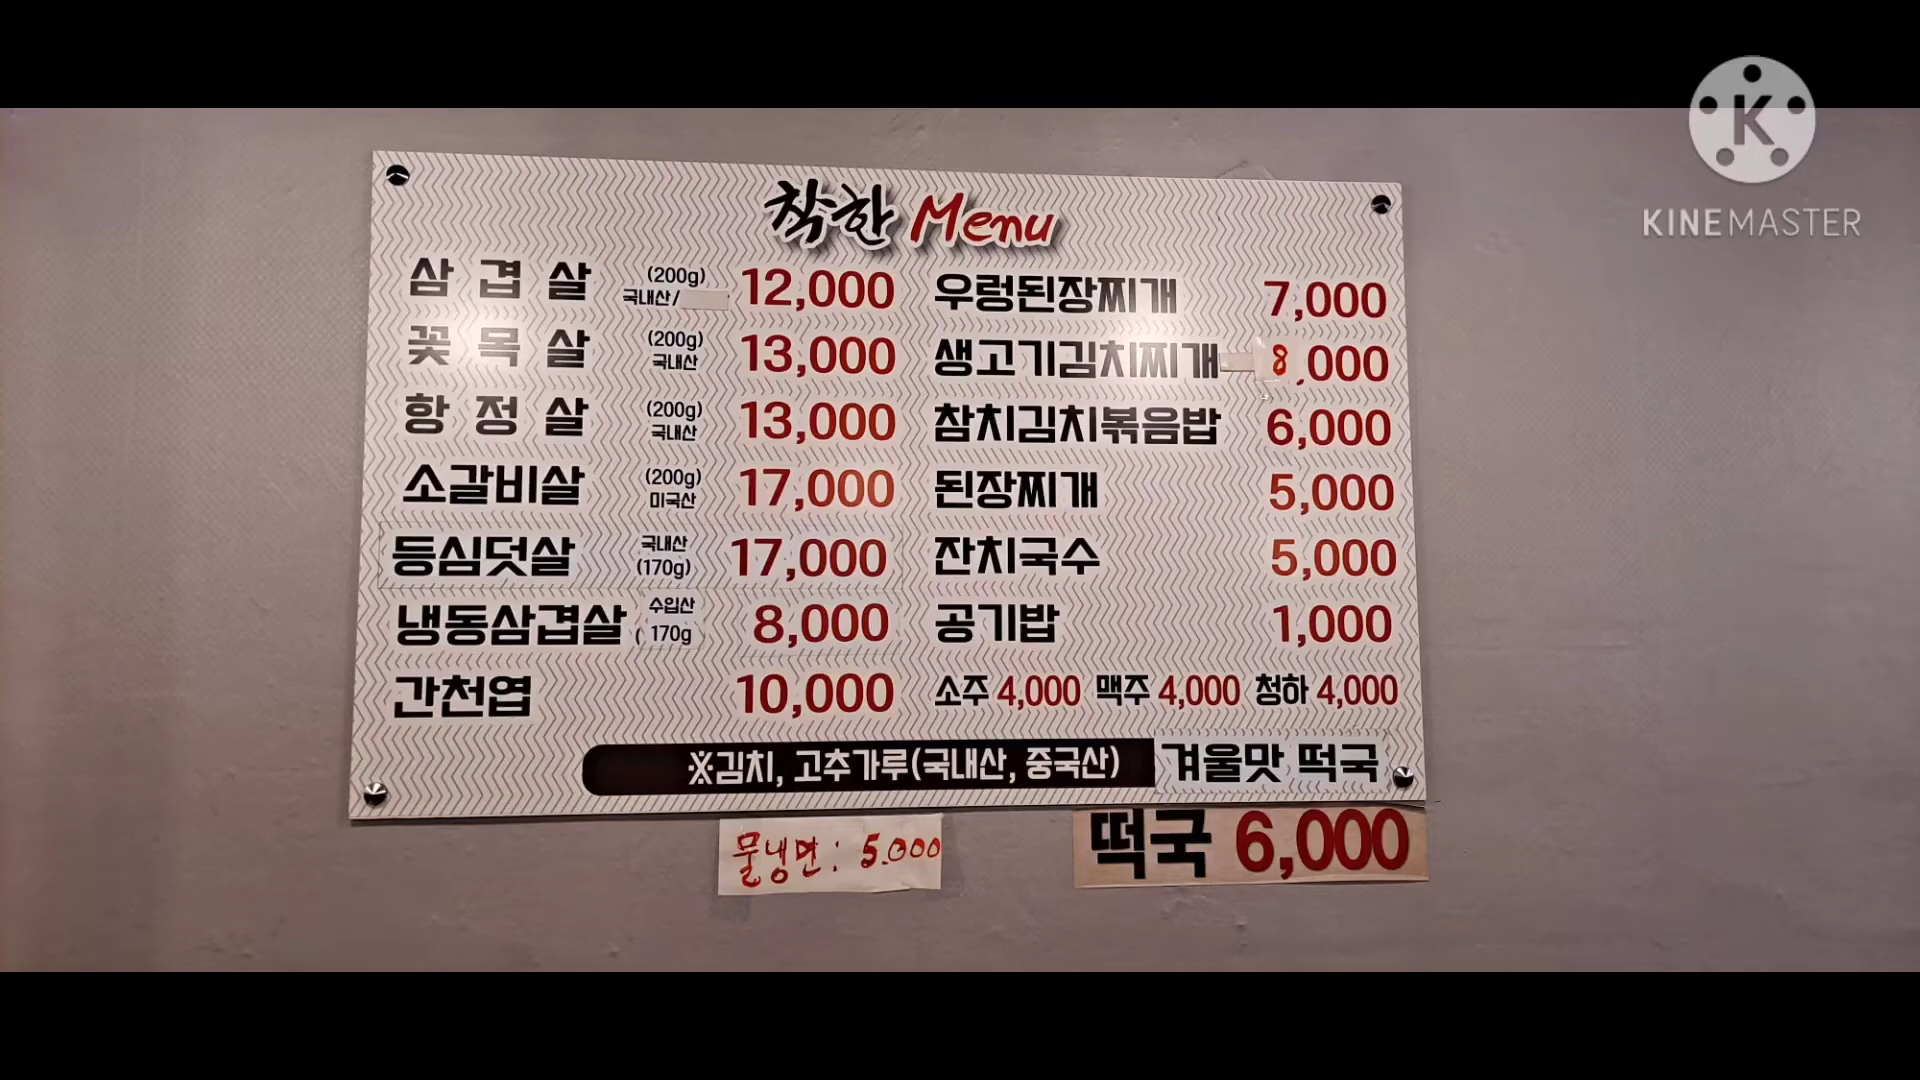 착한 Menu
삼겹살 (200g) 국내산/ 12,000
꽃목살 (200g) 국내산 13,000
항정살 (200g) 국내산 13,000
소갈비살 (200g) 미국산 17,000
등심덧살 국내산 (170g) 17,000
냉동삼겹살 수입산 ( 170g 8,000
간천엽 10,000
우렁된장찌개 7,000
생고기김치찌개 8,000
참치김치볶음밥 6,000
된장찌개 5,000
잔치국수 5,000
공기밥 1,000
소주 4,000 맥주 4,000 청하 4,000
※김치, 고추가루(국내산, 중국산)
겨울맛 떡국
떡국 6,000
물냉면: 5.000
K
KINEMASTER